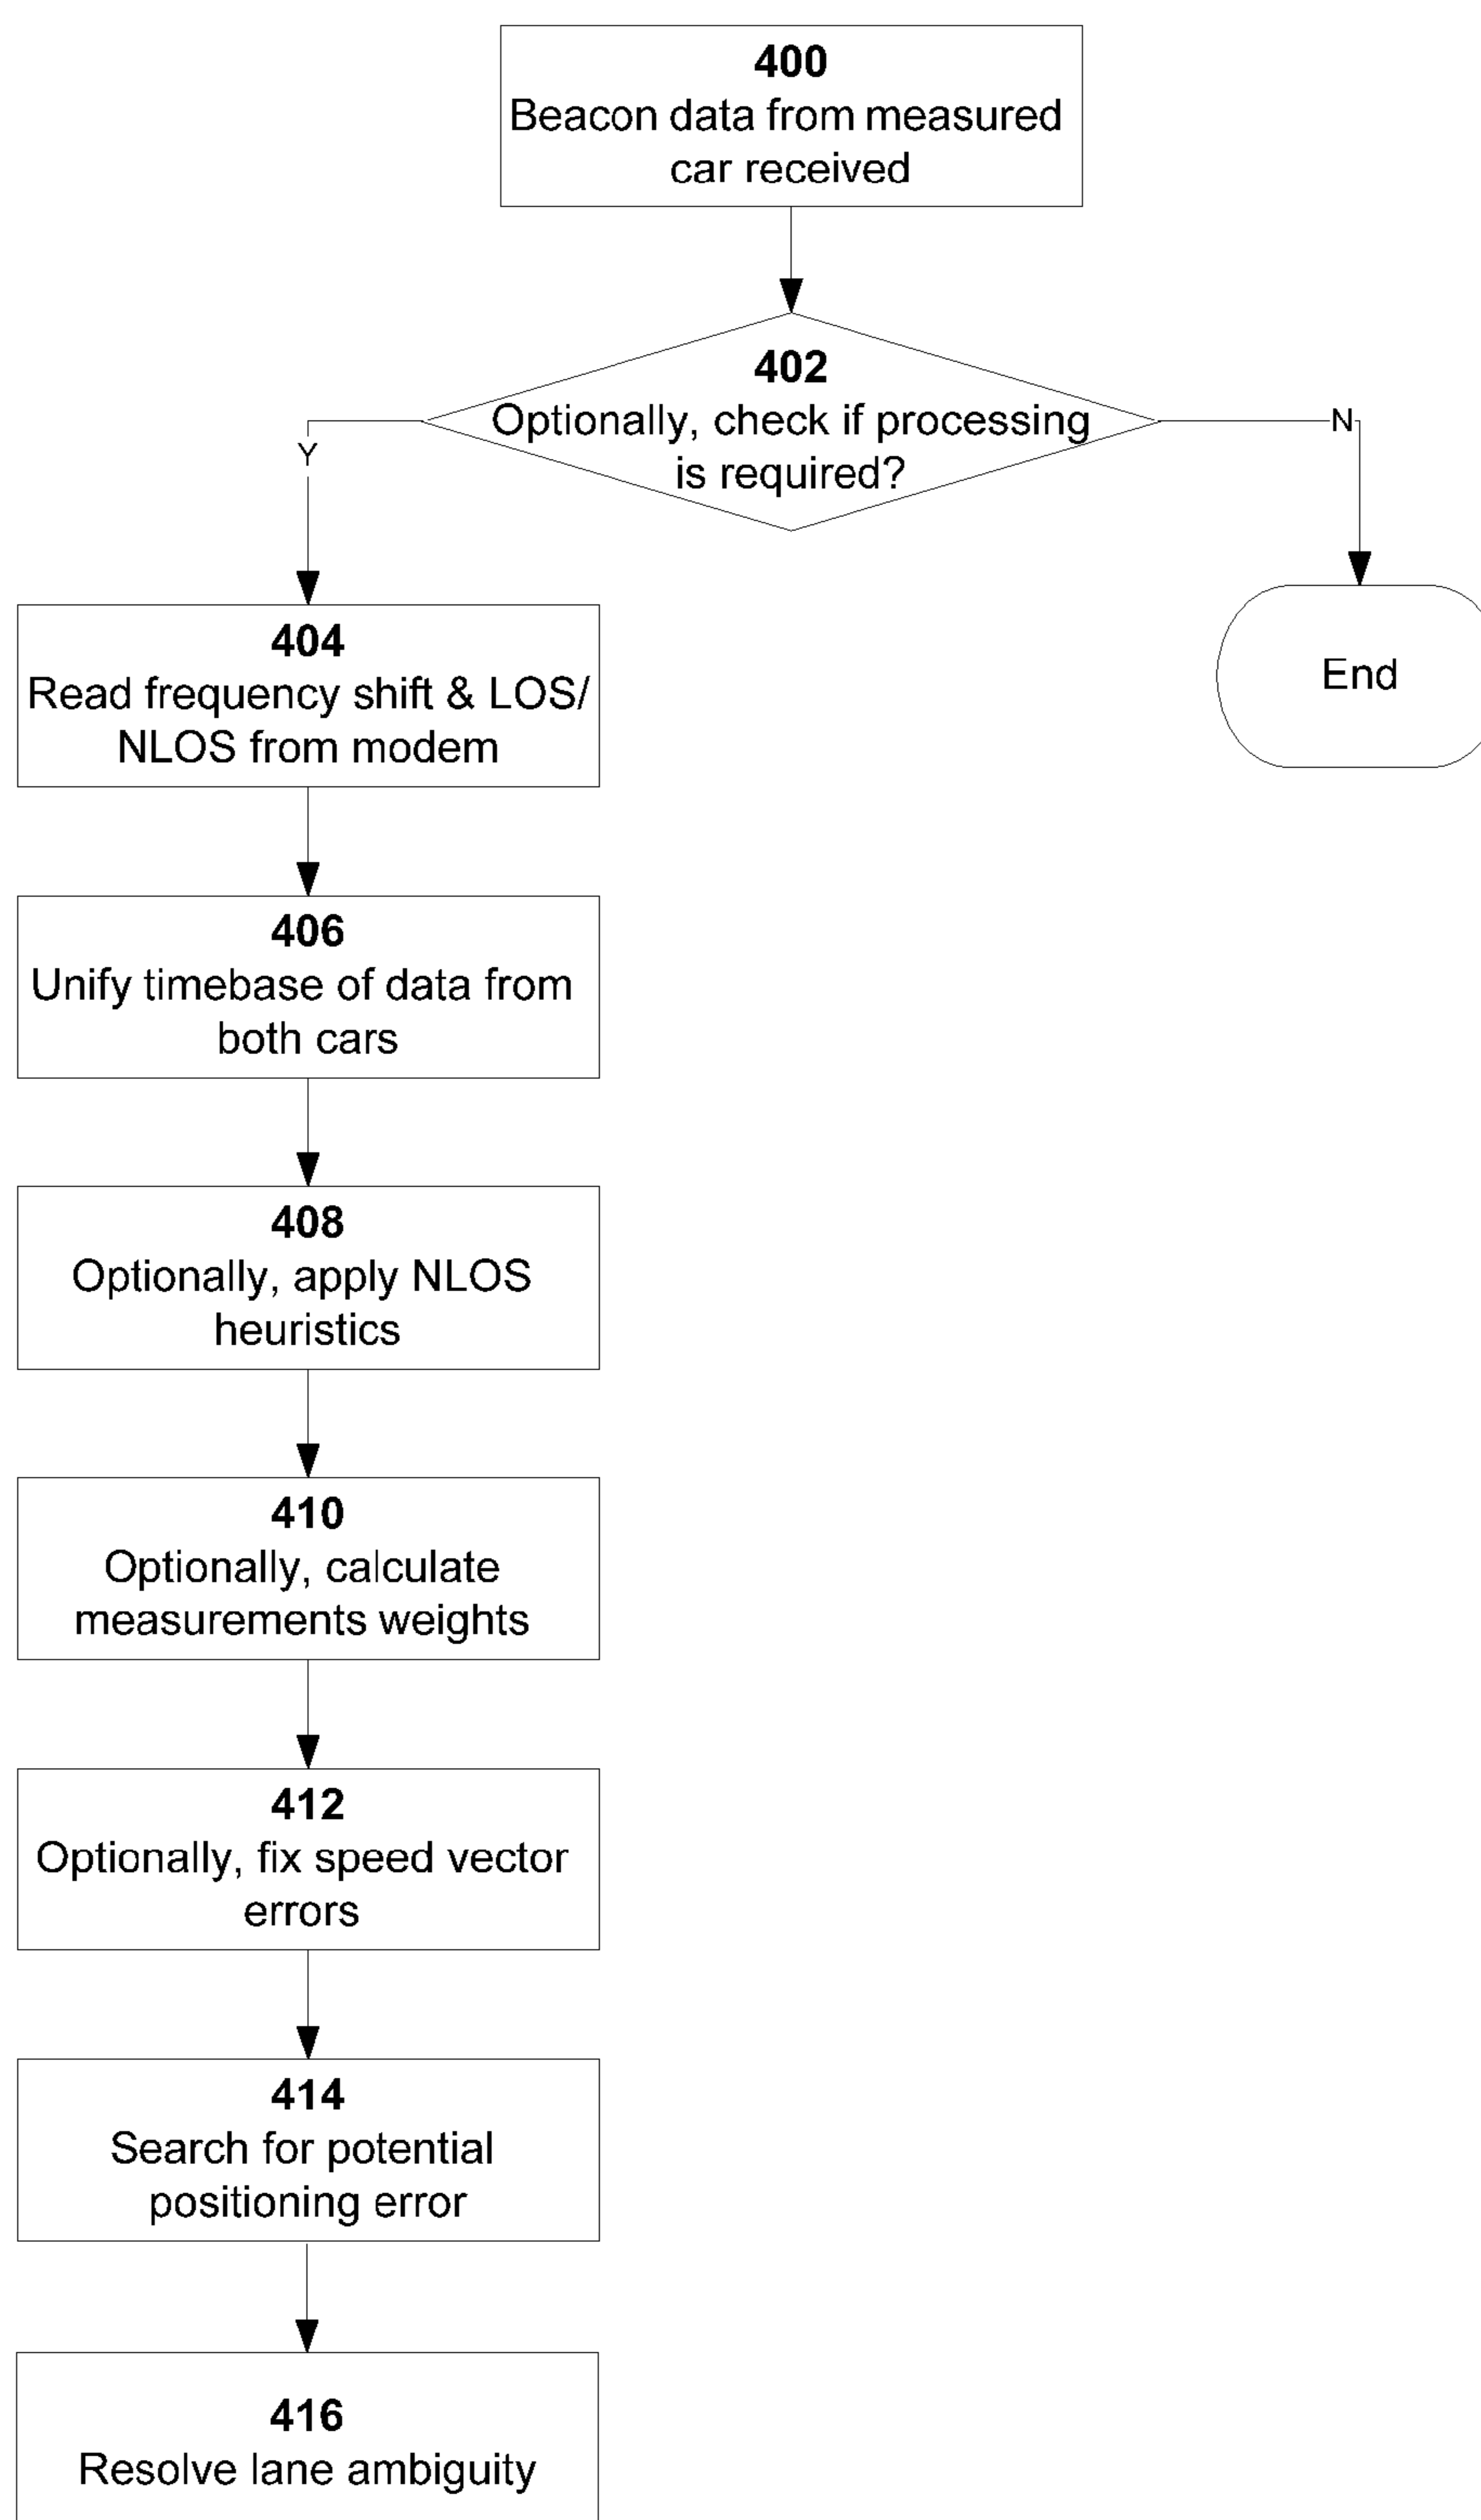 400
Beacon data from measured
car received
402
Optionally, check if processing
is required?
Y
N
404
Read frequency shift & LOS/
NLOS from modem
End
406
Unify timebase of data from
both cars
408
Optionally, apply NLOS
heuristics
410
Optionally, calculate
measurements weights
412
Optionally, fix speed vector
errors
414
Search for potential
positioning error
416
Resolve lane ambiguity